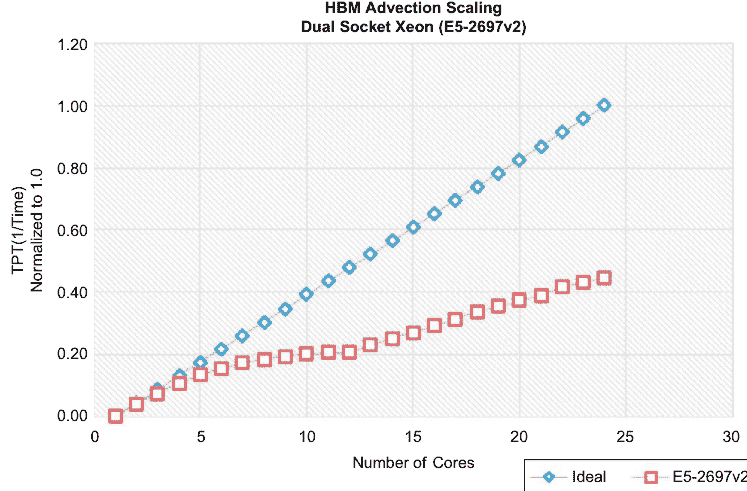 HBM Advection Scaling
Dual Socket Xeon (E5-2697v2)
1.20
1.00
0.80
0.60
0.40
0.20
0.00
TPT(1/Time)
Normalized to 1.0
0 5 10 15 20 25 30
Number of Cores
Ideal E5-2697v2